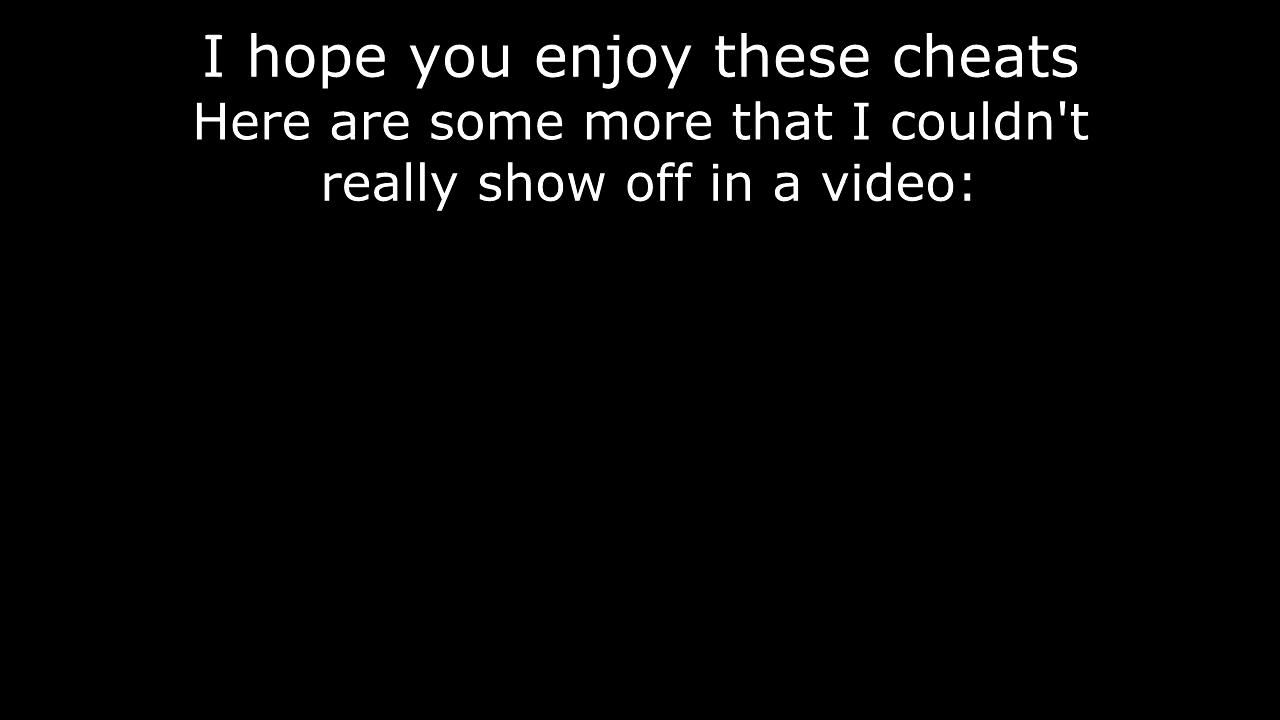 I hope you enjoy these cheats
Here are some more that I couldn't
really show off in a video: